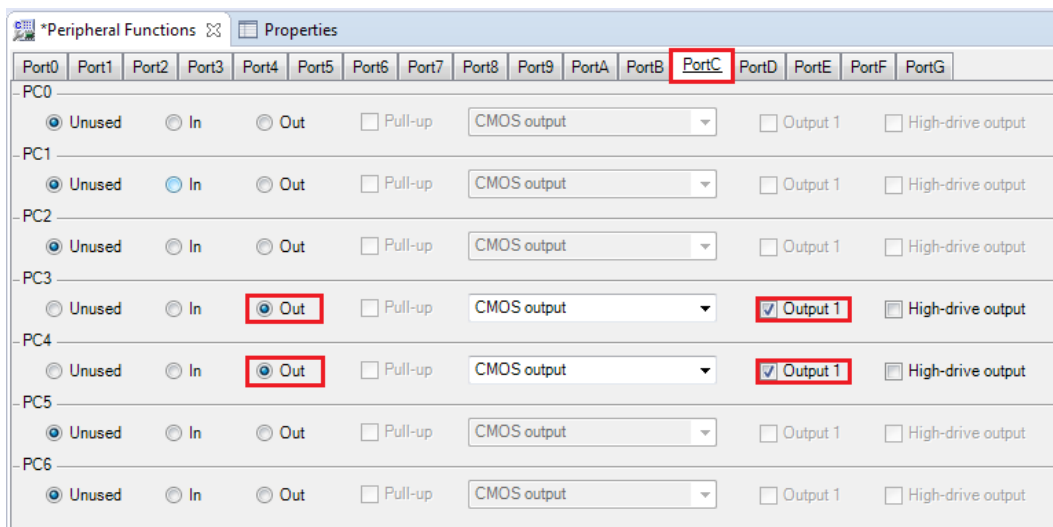 *Peripheral Functions Properties
Port0 Port1 Port2 Port3 Port4 Port5 Port6 Port7 Port8 Port9 PortA PortB PortC PortD PortE PortF PortG
PC0
Unused In Out Pull-up CMOS output Output 1 High-drive output
PC1
Unused In Out Pull-up CMOS output Output 1 High-drive output
PC2
Unused In Out Pull-up CMOS output Output 1 High-drive output
PC3
Unused In Out Pull-up CMOS output Output 1 High-drive output
PC4
Unused In Out Pull-up CMOS output Output 1 High-drive output
PC5
Unused In Out Pull-up CMOS output Output 1 High-drive output
PC6
Unused In Out Pull-up CMOS output Output 1 High-drive output